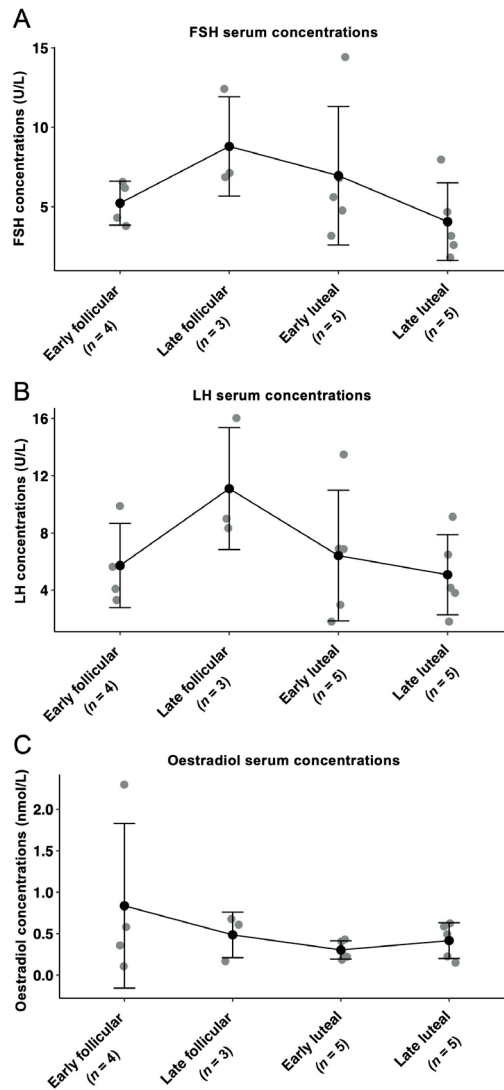 A
FSH serum concentrations
FSH concentrations (U/L)
15
10
5
Early follicular
(n = 4)
Late follicular
(n = 3)
Early luteal
(n = 5)
Late luteal
(n = 5)
B
LH serum concentrations
LH concentrations (U/L)
16
12
8
4
Early follicular
(n = 4)
Late follicular
(n = 3)
Early luteal
(n = 5)
Late luteal
(n = 5)
C
Oestradiol serum concentrations
Oestradiol concentrations (nmol/L)
2.0
1.5
1.0
0.5
0.0
Early follicular
(n = 4)
Late follicular
(n = 3)
Early luteal
(n = 5)
Late luteal
(n = 5)